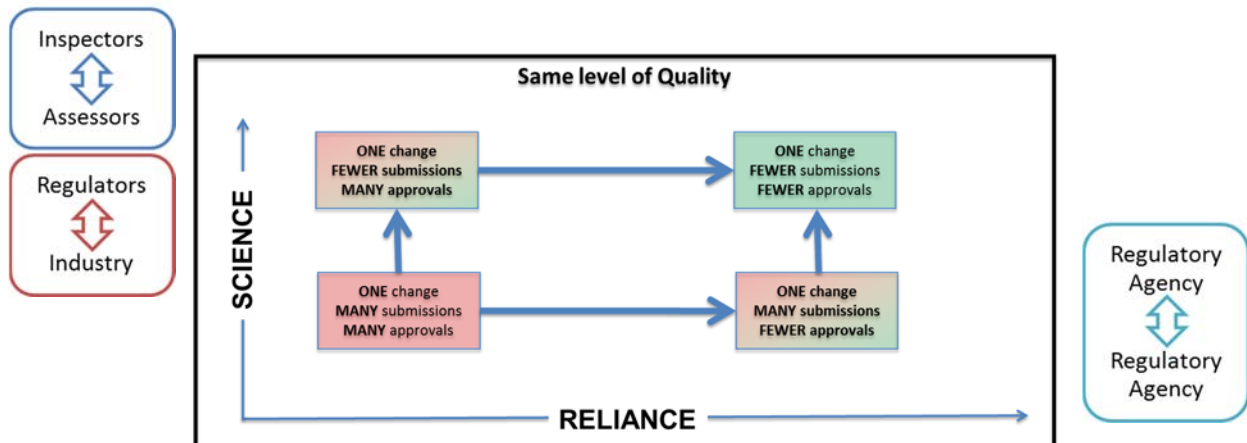 Inspectors
Assessors
Regulators
Industry
Same level of Quality
SCIENCE
ONE change
FEWER submissions
MANY approvals
ONE change
FEWER submissions
FEWER approvals
ONE change
MANY submissions
MANY approvals
ONE change
MANY submissions
FEWER approvals
RELIANCE
Regulatory
Agency
Regulatory
Agency